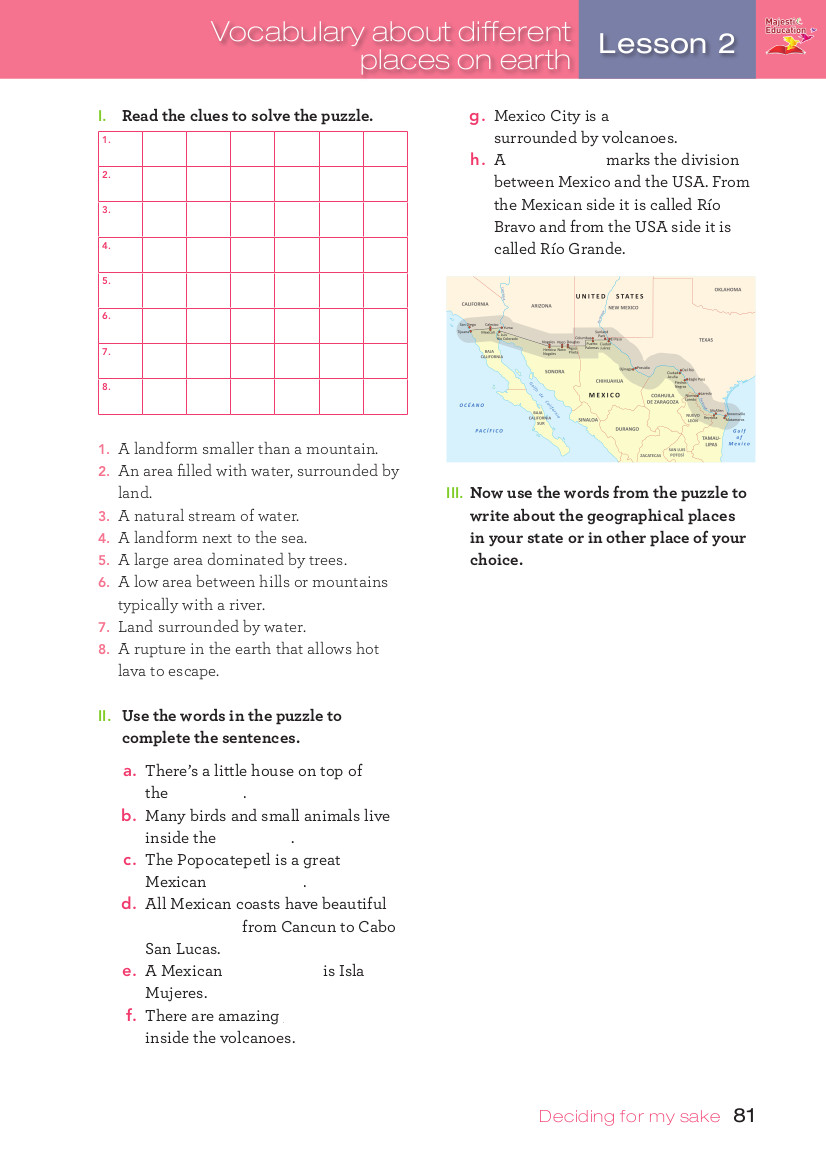 Vocabulary about different
places on earth
Lesson 2
Majestic
Education
I. Read the clues to solve the puzzle.
1.
2.
3.
4.
5.
6.
7.
8.
1. A landform smaller than a mountain.
2. An area filled with water, surrounded by
land.
3. A natural stream of water.
4. A landform next to the sea.
5. A large area dominated by trees.
6. A low area between hills or mountains
typically with a river.
7. Land surrounded by water.
8. A rupture in the earth that allows hot
lava to escape.
II. Use the words in the puzzle to
complete the sentences.
a. There’s a little house on top of
the .
b. Many birds and small animals live
inside the .
c. The Popocatepetl is a great
Mexican .
d. All Mexican coasts have beautiful
from Cancun to Cabo
San Lucas.
e. A Mexican is Isla
Mujeres.
f. There are amazing
inside the volcanoes.
g. Mexico City is a
surrounded by volcanoes.
h. A marks the division
between Mexico and the USA. From
the Mexican side it is called Río
Bravo and from the USA side it is
called Río Grande.
OKLAHOMA
UNITED STATES
CALIFORNIA
ARIZONA
NEW MEXICO
TEXAS
BAJA
CALIFORNIA
SONORA
CHIHUAHUA
MEXICO
COAHUILA
DE ZARAGOZA
OCÉANO
PACÍFICO
BAJA
CALIFORNIA
SUR
SINALOA
DURANGO
NUEVO
LEÓN
TAMAU-
LIPAS
ZACATECAS
SAN LUIS
POTOSÍ
Gulf
of
Mexico
III. Now use the words from the puzzle to
write about the geographical places
in your state or in other place of your
choice.
Deciding for my sake 81